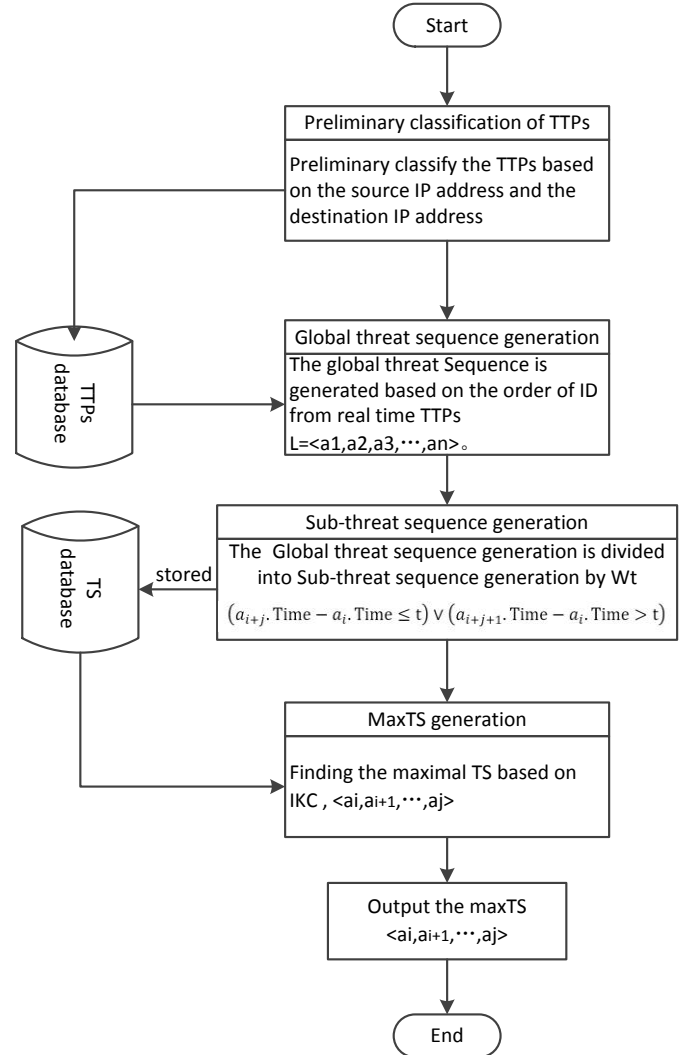 Start
Preliminary classification of TTPs
Preliminary classify the TTPs based
on the source IP address and the
destination IP address
TTPs
database
Global threat sequence generation
The global threat Sequence is
generated based on the order of ID
from real time TTPs
L=<a1,a2,a3,⋯,an>。
TS
database
stored
Sub-threat sequence generation
The Global threat sequence generation is divided
into Sub-threat sequence generation by Wt
(a_{i+j}.Time − a_i.Time ≤ t) ∨ (a_{i+j+1}.Time − a_i.Time > t)
MaxTS generation
Finding the maximal TS based on
IKC , <ai,ai+1,⋯,aj>
Output the maxTS
<ai,ai+1,⋯,aj>
End